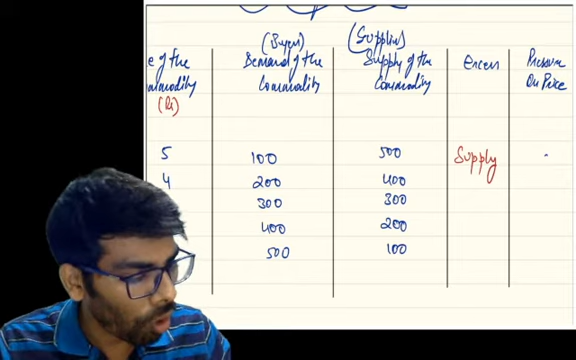 (Buyer) (Supplier)
e of the Demand of the Supply of the Excess Pressure
ommodity Commodity Commodity On Price
(Rs)
5 100 500 Supply
4 200 400
300 300
400 200
500 100